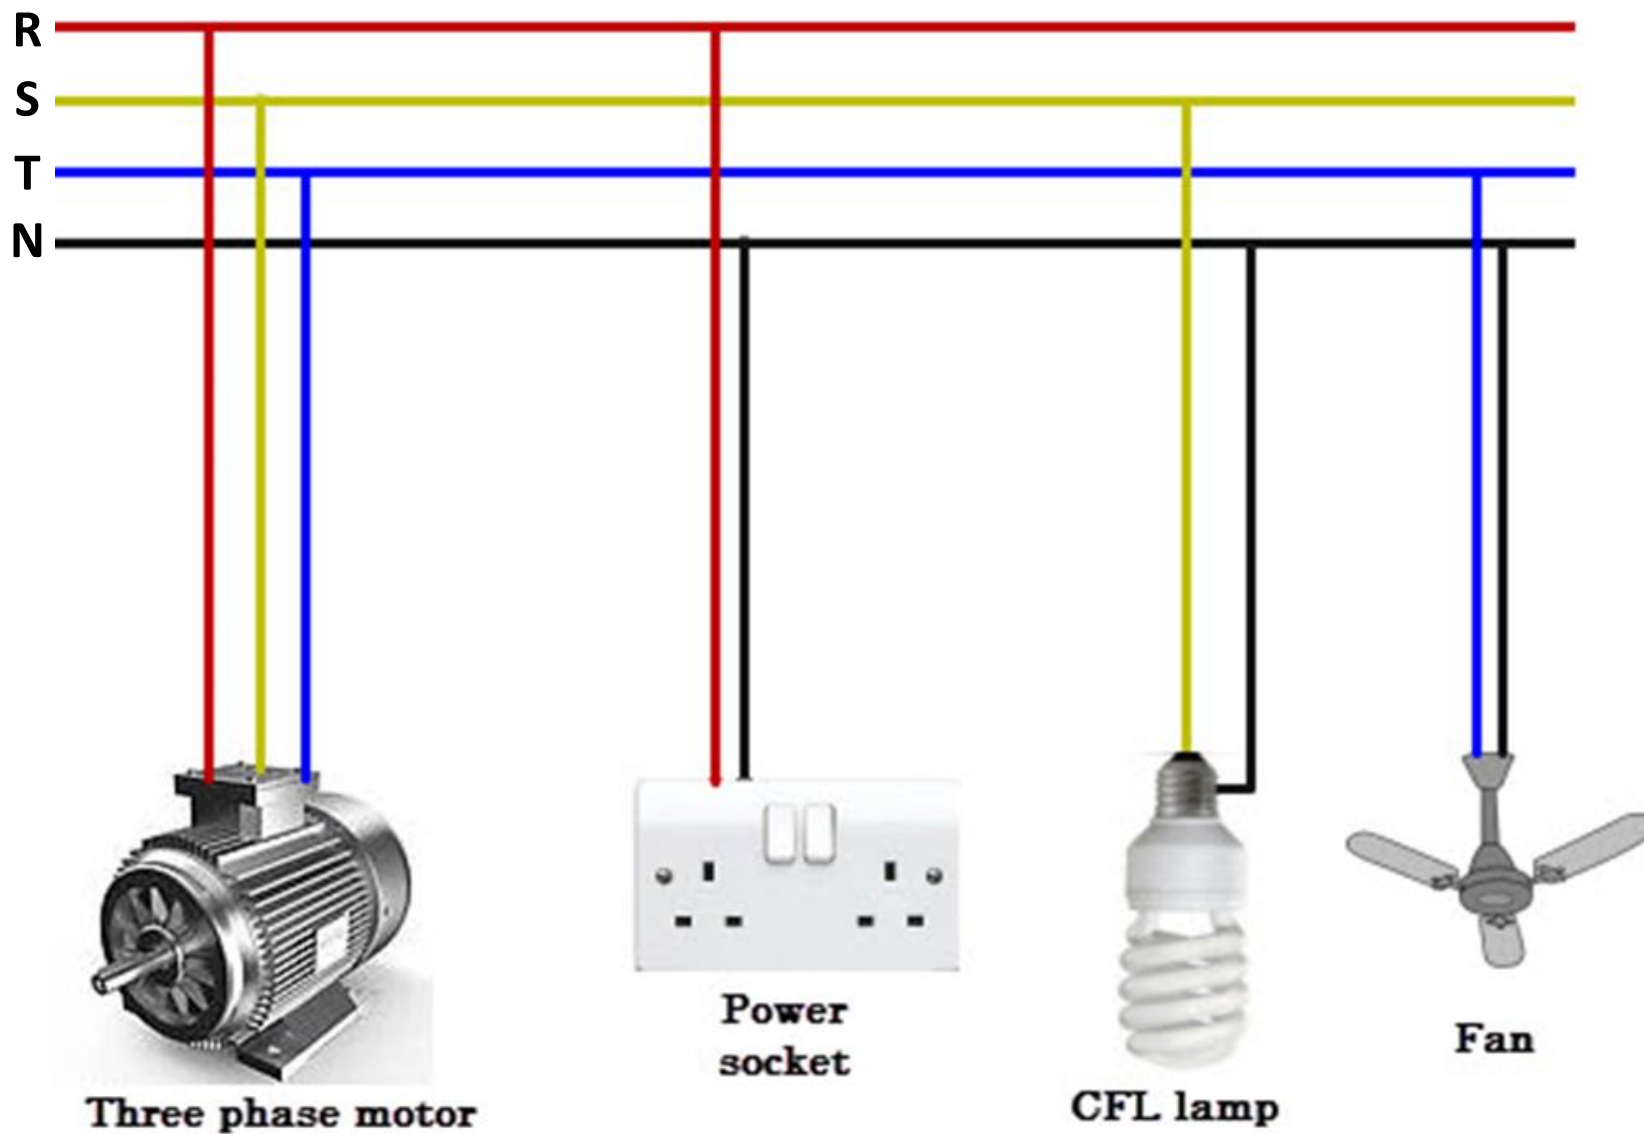 R
S
T
N
Three phase motor
Power
socket
CFL lamp
Fan